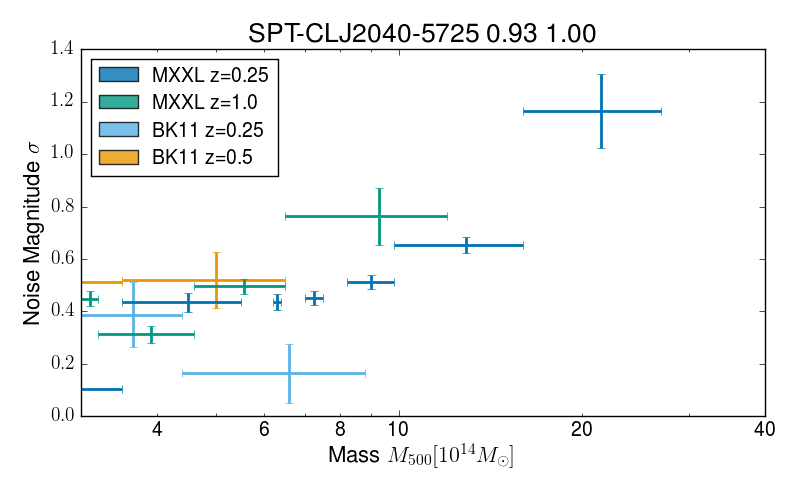 SPT-CLJ2040-5725 0.93 1.00
1.4
1.2
1.0
0.8
0.6
0.4
0.2
0.0
Noise Magnitude σ
MXXL z=0.25
MXXL z=1.0
BK11 z=0.25
BK11 z=0.5
4 6 8 10 20 40
Mass M₅₀₀[10¹⁴M☉]